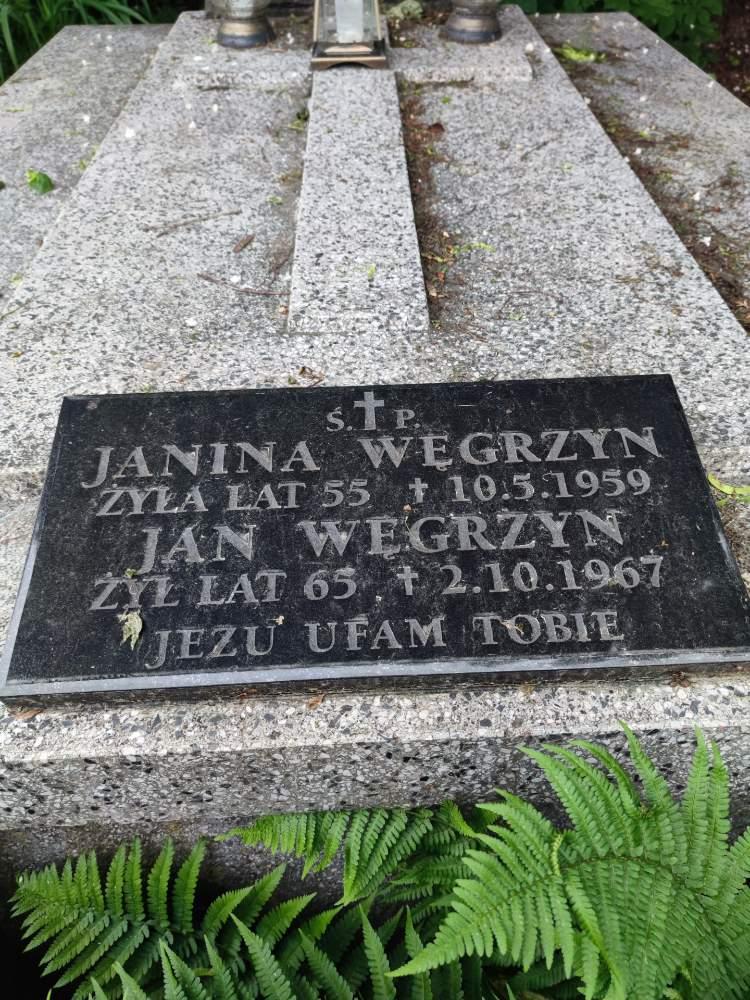 Ś. P.
JANINA WĘGRZYN
ŻYŁA LAT 55 † 10.5.1959
JAN WĘGRZYN
ŻYŁ LAT 65 † 2.10.1967
JEZU UFAM TOBIE